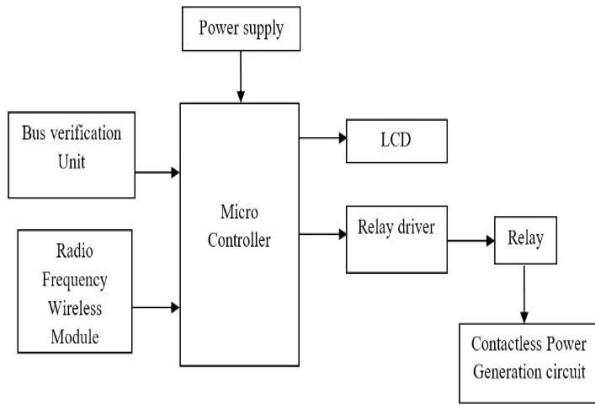 Power supply
Bus verification
Unit
LCD
Micro
Controller
Relay driver
Relay
Radio
Frequency
Wireless
Module
Contactless Power
Generation circuit